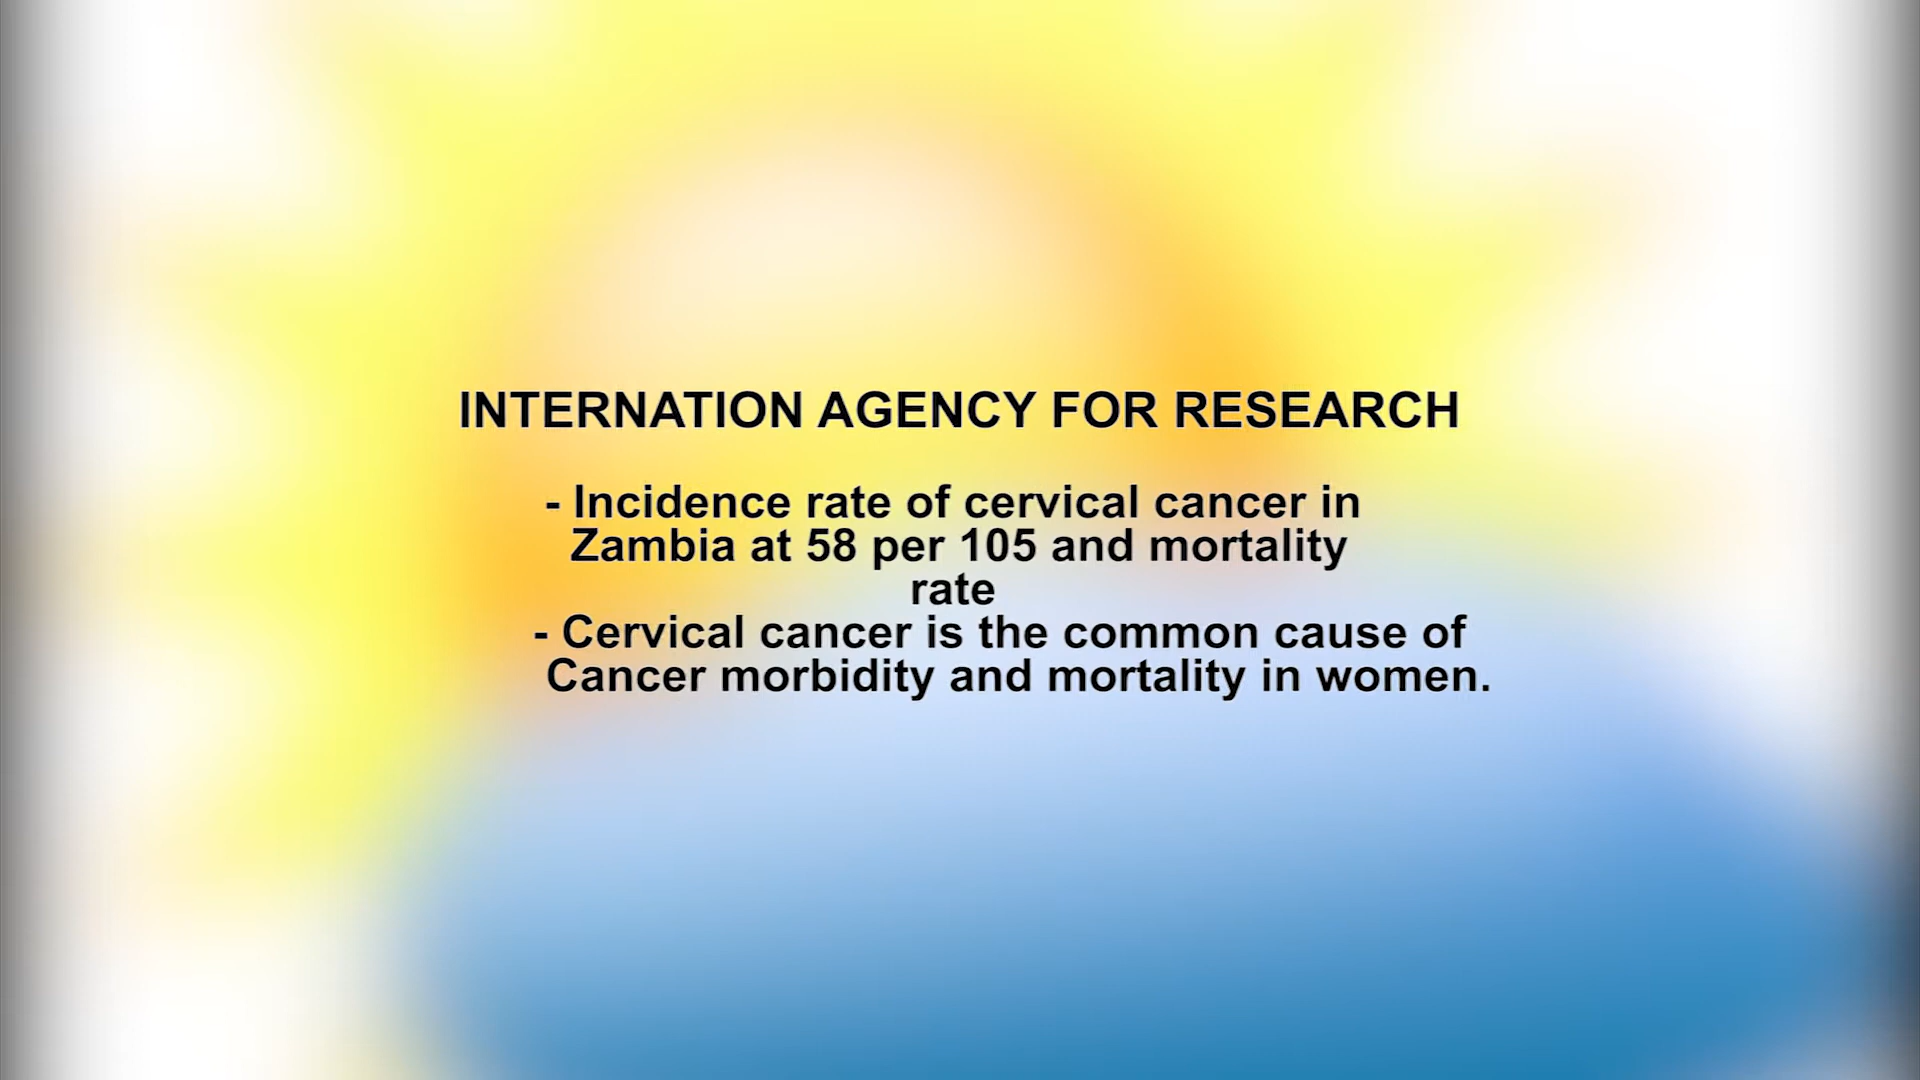 INTERNATION AGENCY FOR RESEARCH
- Incidence rate of cervical cancer in
Zambia at 58 per 105 and mortality
rate
- Cervical cancer is the common cause of
Cancer morbidity and mortality in women.